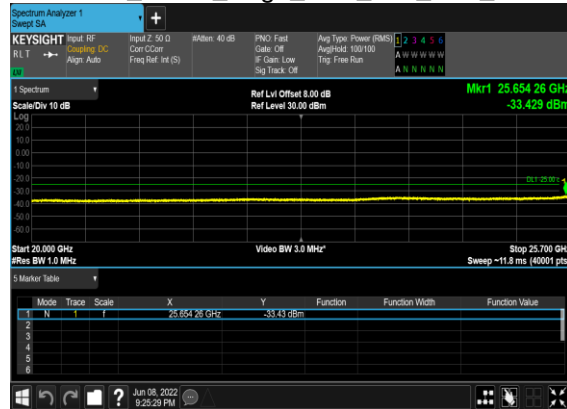 Spectrum Analyzer 1
Swept SA
+
KEYSIGHT
RLT
Input: RF
Coupling: DC
Align: Auto
Input Z: 50 Ω
Corr CCorr
Freq Ref: Int (S)
#Atten: 40 dB
PNO: Fast
Gate: Off
IF Gain: Low
Sig Track: Off
Avg Type: Power (RMS)
Avg|Hold: 100/100
Trig: Free Run
1 2 3 4 5 6
A W W W W W
A N N N N N
1 Spectrum
Scale/Div 10 dB
Ref Lvl Offset 8.00 dB
Ref Level 30.00 dBm
Mkr1 25.654 26 GHz
-33.429 dBm
Log
20.0
10.0
0.00
-10.0
-20.0
-30.0
-40.0
-50.0
-60.0
Start 20.000 GHz
#Res BW 1.0 MHz
Video BW 3.0 MHz*
Stop 25.700 GHz
Sweep ~11.8 ms (40001 pts
5 Marker Table
Mode Trace Scale X Y Function Function Width Function Value
1 N 1 f 25.654 26 GHz -33.43 dBm
2
3
4
5
6
?
Jun 08, 2022
9:25:29 PM